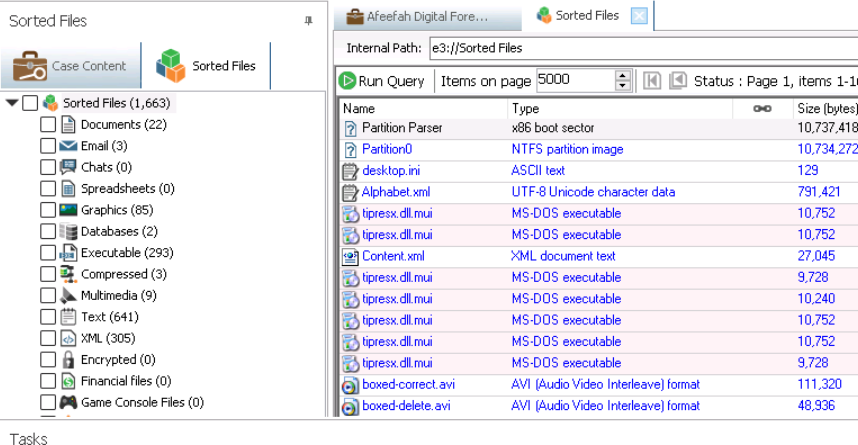 Sorted Files
Afeefah Digital Fore...
Sorted Files
Case Content
Sorted Files
Internal Path: e3://Sorted Files
Run Query Items on page 5000 Status : Page 1, items 1-16
Sorted Files (1,663)
Documents (22)
Email (3)
Chats (0)
Spreadsheets (0)
Graphics (85)
Databases (2)
Executable (293)
Compressed (3)
Multimedia (9)
Text (641)
XML (305)
Encrypted (0)
Financial files (0)
Game Console Files (0)
Name Type Size (bytes)
Partition Parser x86 boot sector 10,737,418
Partition0 NTFS partition image 10,734,272
desktop.ini ASCII text 129
Alphabet.xml UTF-8 Unicode character data 791,421
tipresx.dll.mui MS-DOS executable 10,752
tipresx.dll.mui MS-DOS executable 10,752
Content.xml XML document text 27,045
tipresx.dll.mui MS-DOS executable 9,728
tipresx.dll.mui MS-DOS executable 10,240
tipresx.dll.mui MS-DOS executable 10,752
tipresx.dll.mui MS-DOS executable 10,752
tipresx.dll.mui MS-DOS executable 9,728
boxed-correct.avi AVI (Audio Video Interleave) format 111,320
boxed-delete.avi AVI (Audio Video Interleave) format 48,936
Tasks